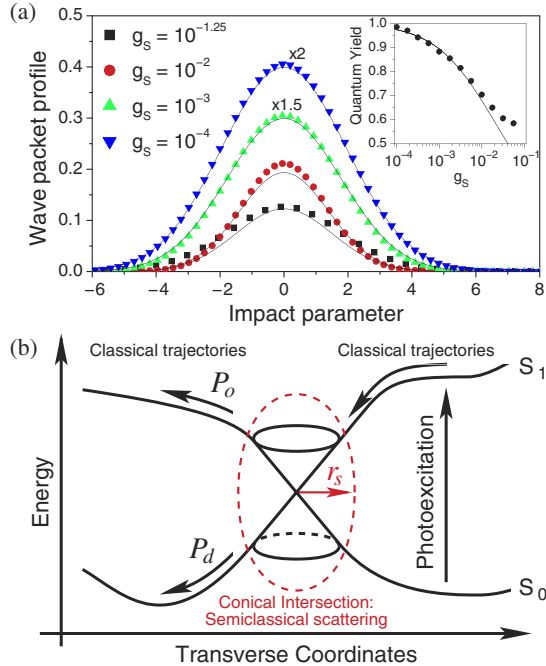 (a)
g_S = 10^-1.25
g_S = 10^-2
g_S = 10^-3
g_S = 10^-4
x2
x1.5
Wave packet profile
0.4
0.3
0.2
0.1
0.0
−6 −4 −2 0 2 4 6 8
Impact parameter
Quantum Yield
1.0
0.9
0.8
0.7
0.6
0.5
10^-4 10^-3 10^-2 10^-1
g_S
(b)
Classical trajectories
Classical trajectories
P_o
S_1
Energy
r_s
Photoexcitation
P_d
S_0
Conical Intersection:
Semiclassical scattering
Transverse Coordinates